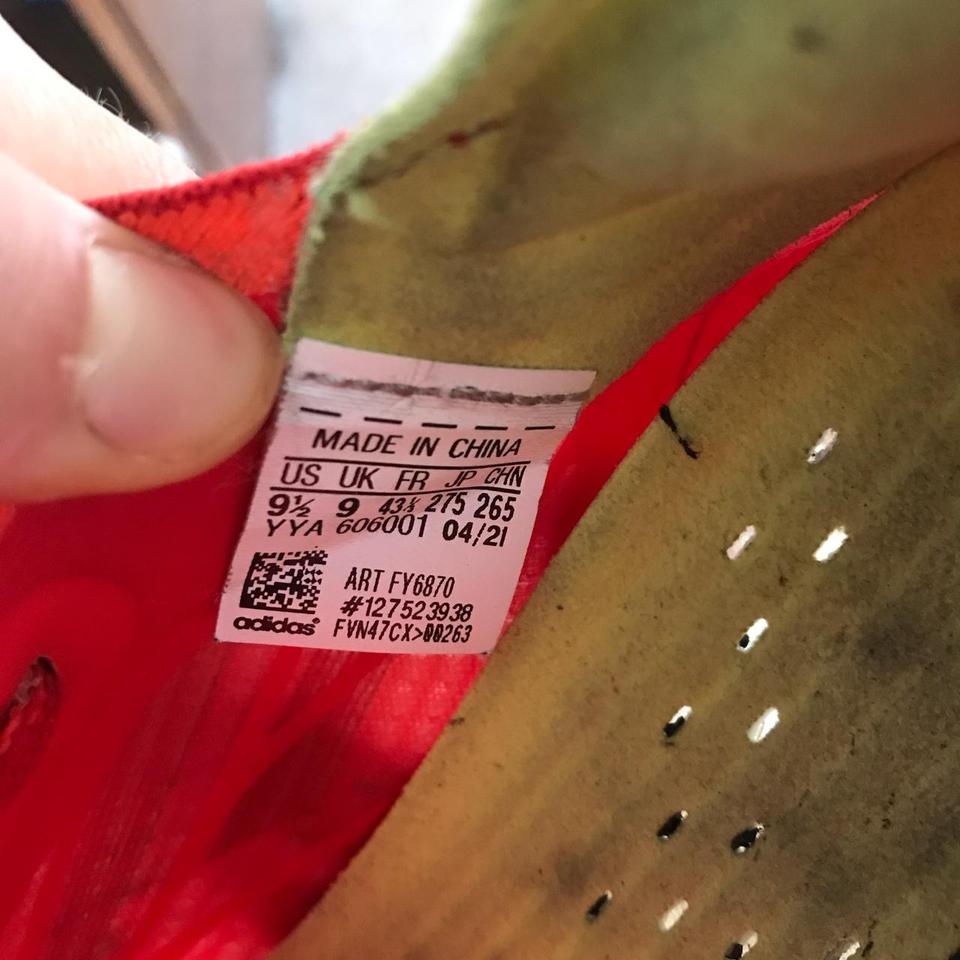 MADE IN CHINA
US UK FR JP CHN
9½ 9 43⅓ 275 265
YYA 606001 04/21
ART FY6870
#127523938
adidas® FVN47CX>00263